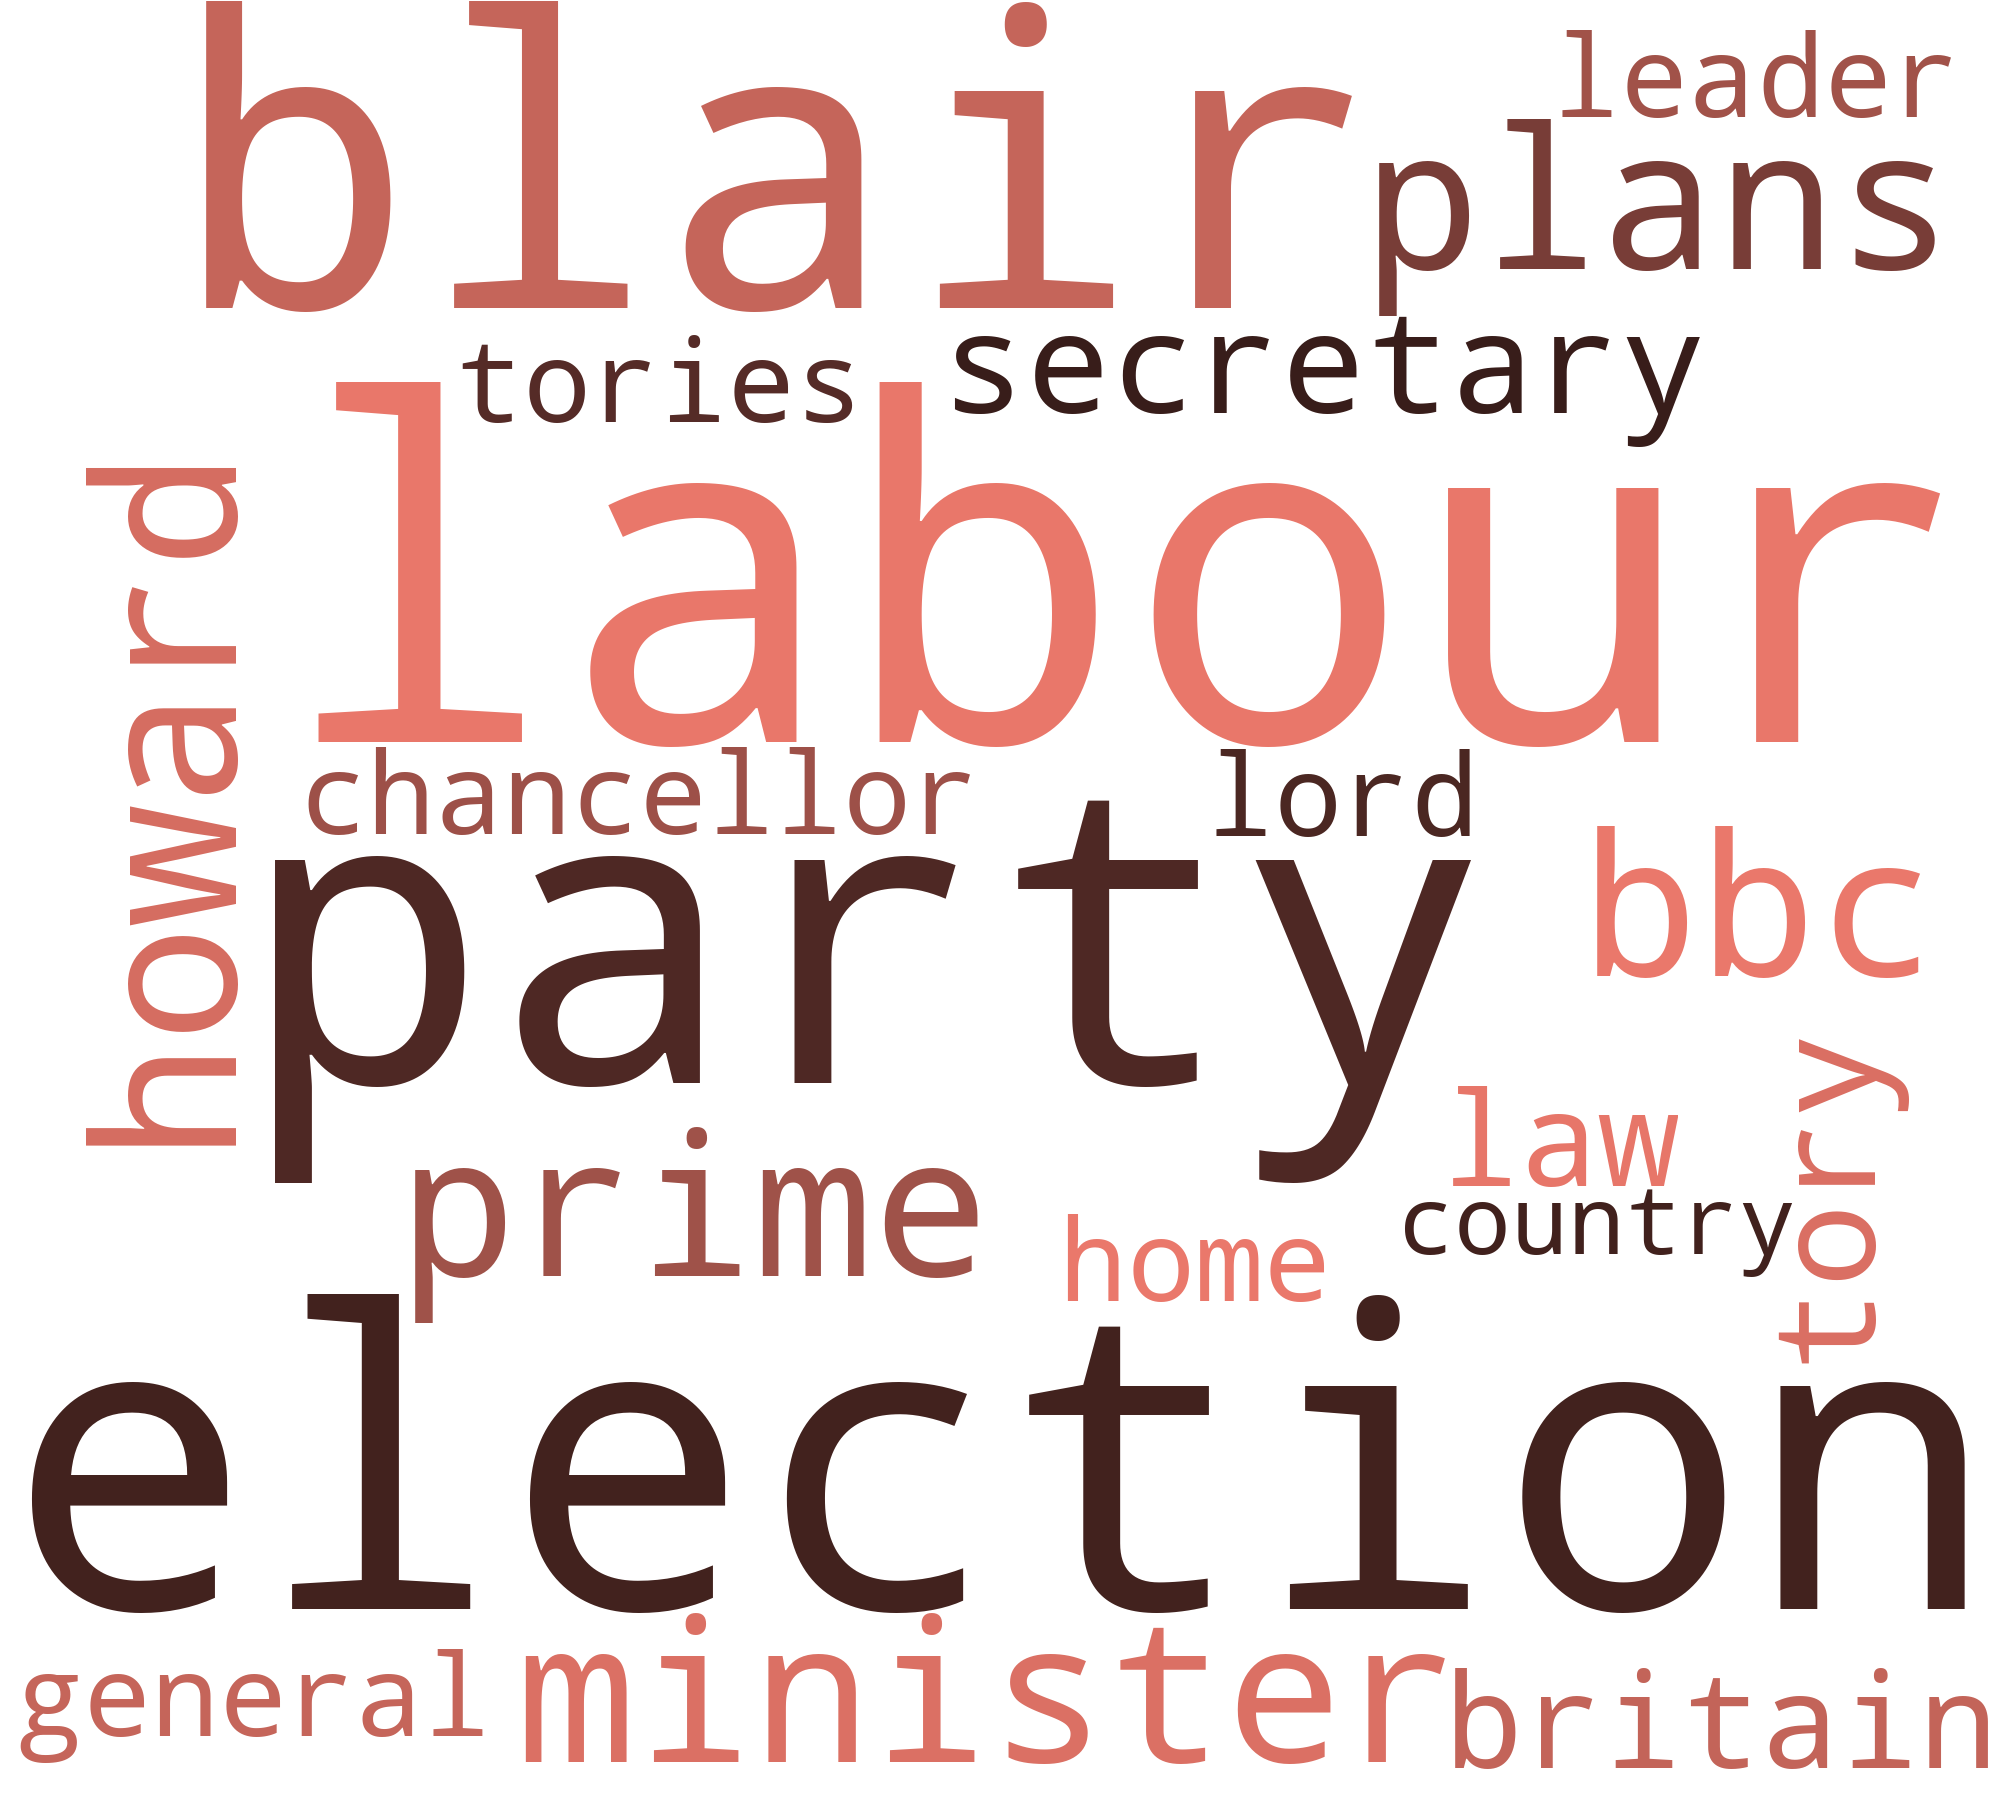 blair
leader
plans
tories
secretary
labour
howard
chancellor
lord
party
bbc
prime
law
tory
home
country
election
general
minister
britain